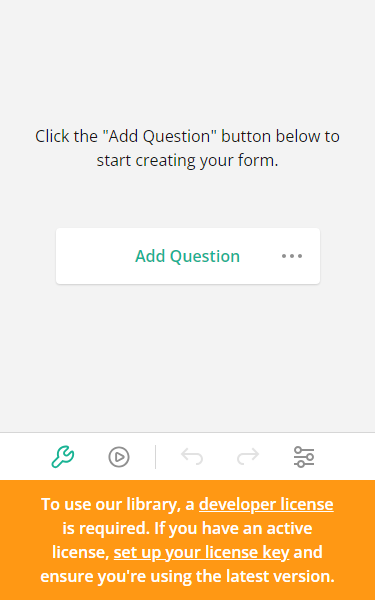 Click the "Add Question" button below to
start creating your form.
Add Question
To use our library, a developer license
is required. If you have an active
license, set up your license key and
ensure you're using the latest version.